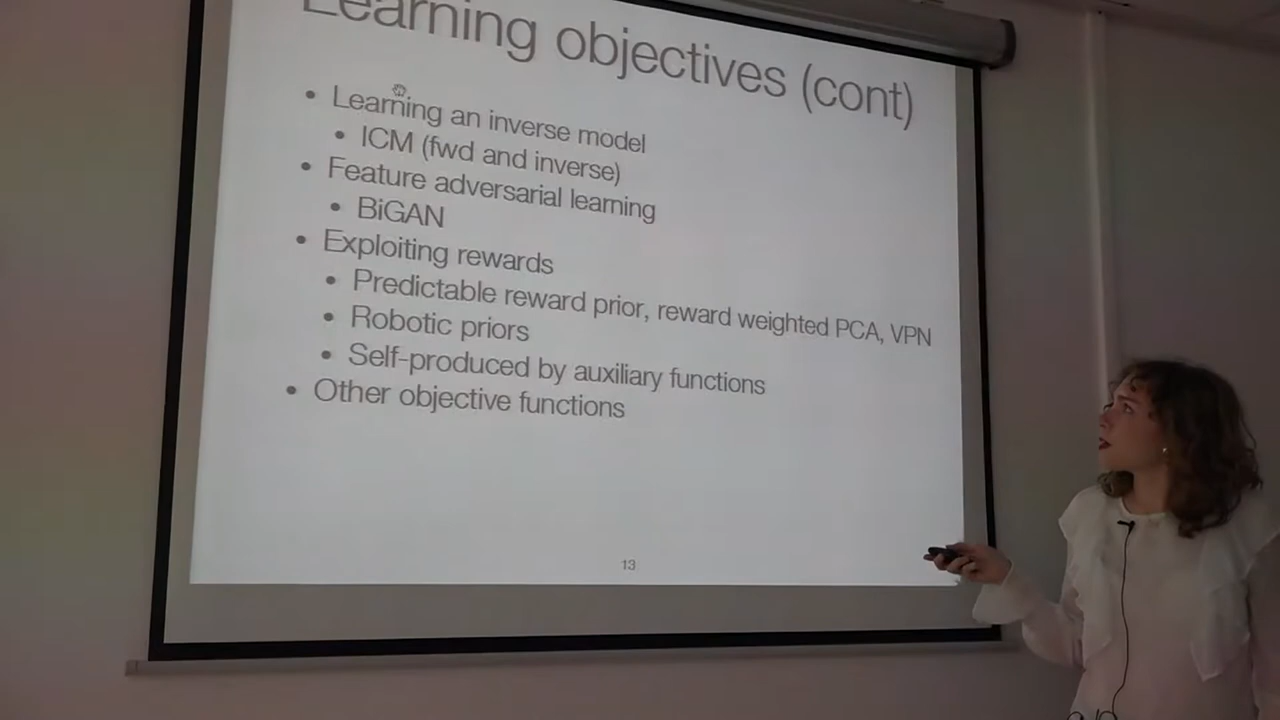 Learning objectives (cont)
• Learning an inverse model
• ICM (fwd and inverse)
• Feature adversarial learning
• BiGAN
• Exploiting rewards
• Predictable reward prior, reward weighted PCA, VPN
• Robotic priors
• Self-produced by auxiliary functions
• Other objective functions
13